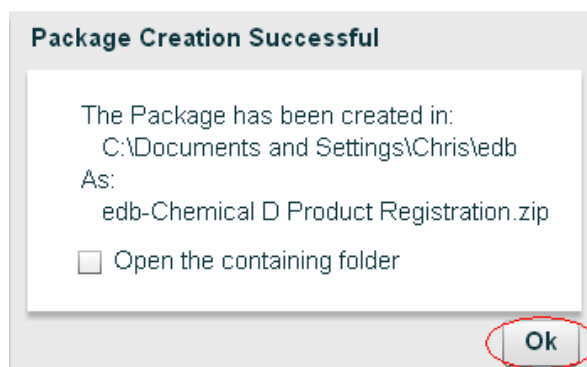 Package Creation Successful
The Package has been created in:
C:\Documents and Settings\Chris\edb
As:
edb-Chemical D Product Registration.zip
Open the containing folder
Ok